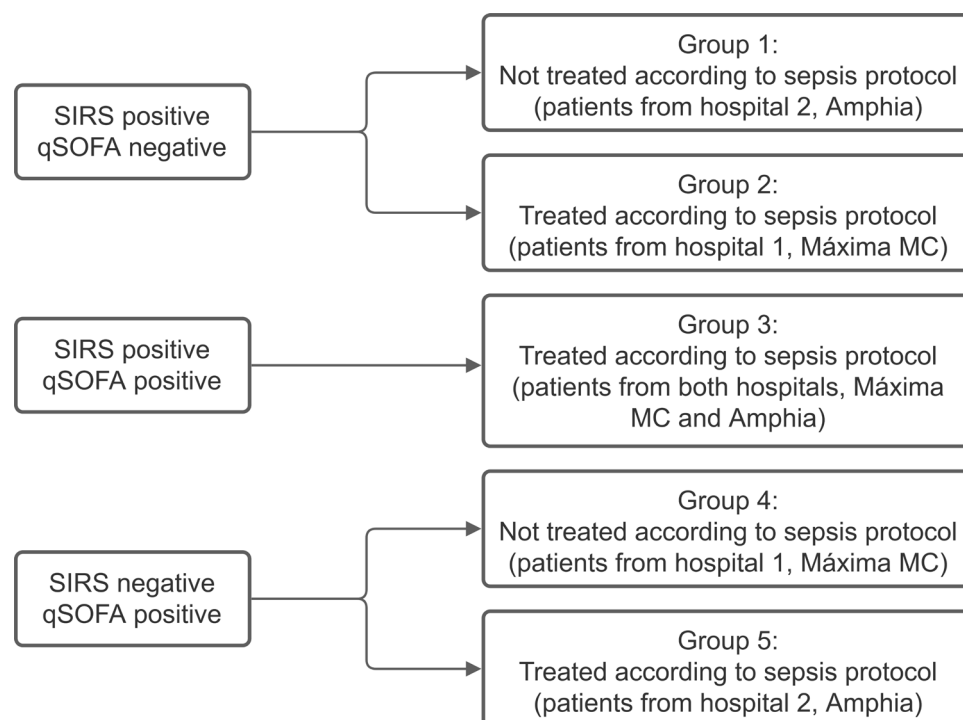 SIRS positive
qSOFA negative
Group 1:
Not treated according to sepsis protocol
(patients from hospital 2, Amphia)
Group 2:
Treated according to sepsis protocol
(patients from hospital 1, Máxima MC)
SIRS positive
qSOFA positive
Group 3:
Treated according to sepsis protocol
(patients from both hospitals, Máxima
MC and Amphia)
SIRS negative
qSOFA positive
Group 4:
Not treated according to sepsis protocol
(patients from hospital 1, Máxima MC)
Group 5:
Treated according to sepsis protocol
(patients from hospital 2, Amphia)